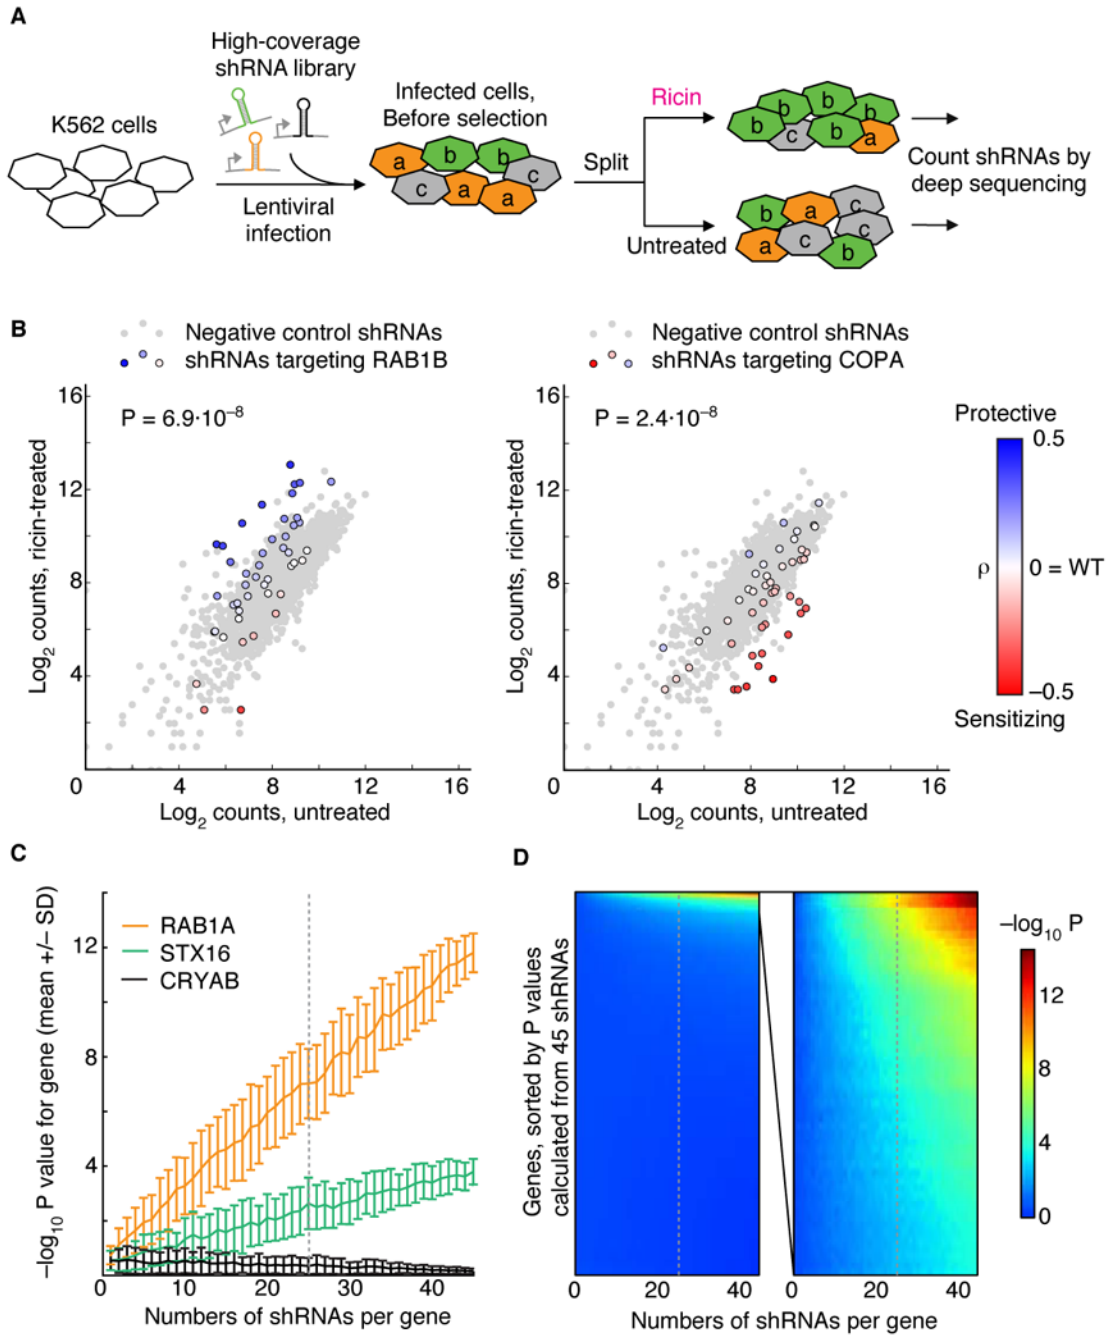 A
High-coverage
shRNA library
K562 cells
Infected cells,
Before selection
Lentiviral
infection
a b b c c a a
Split
Ricin
Untreated
b b b b c b a
b a c a c c b
Count shRNAs by
deep sequencing
B
Negative control shRNAs
shRNAs targeting RAB1B
P = 6.9·10⁻⁸
Log₂ counts, ricin-treated
16
12
8
4
0 4 8 12 16
Log₂ counts, untreated
Negative control shRNAs
shRNAs targeting COPA
P = 2.4·10⁻⁸
Log₂ counts, ricin-treated
16
12
8
4
0 4 8 12 16
Log₂ counts, untreated
Protective
0.5
ρ 0 = WT
–0.5
Sensitizing
C
–log₁₀ P value for gene (mean +/– SD)
RAB1A
STX16
CRYAB
12
8
4
0 10 20 30 40
Numbers of shRNAs per gene
D
Genes, sorted by P values
calculated from 45 shRNAs
0 20 40 0 20 40
Numbers of shRNAs per gene
–log₁₀ P
12
8
4
0